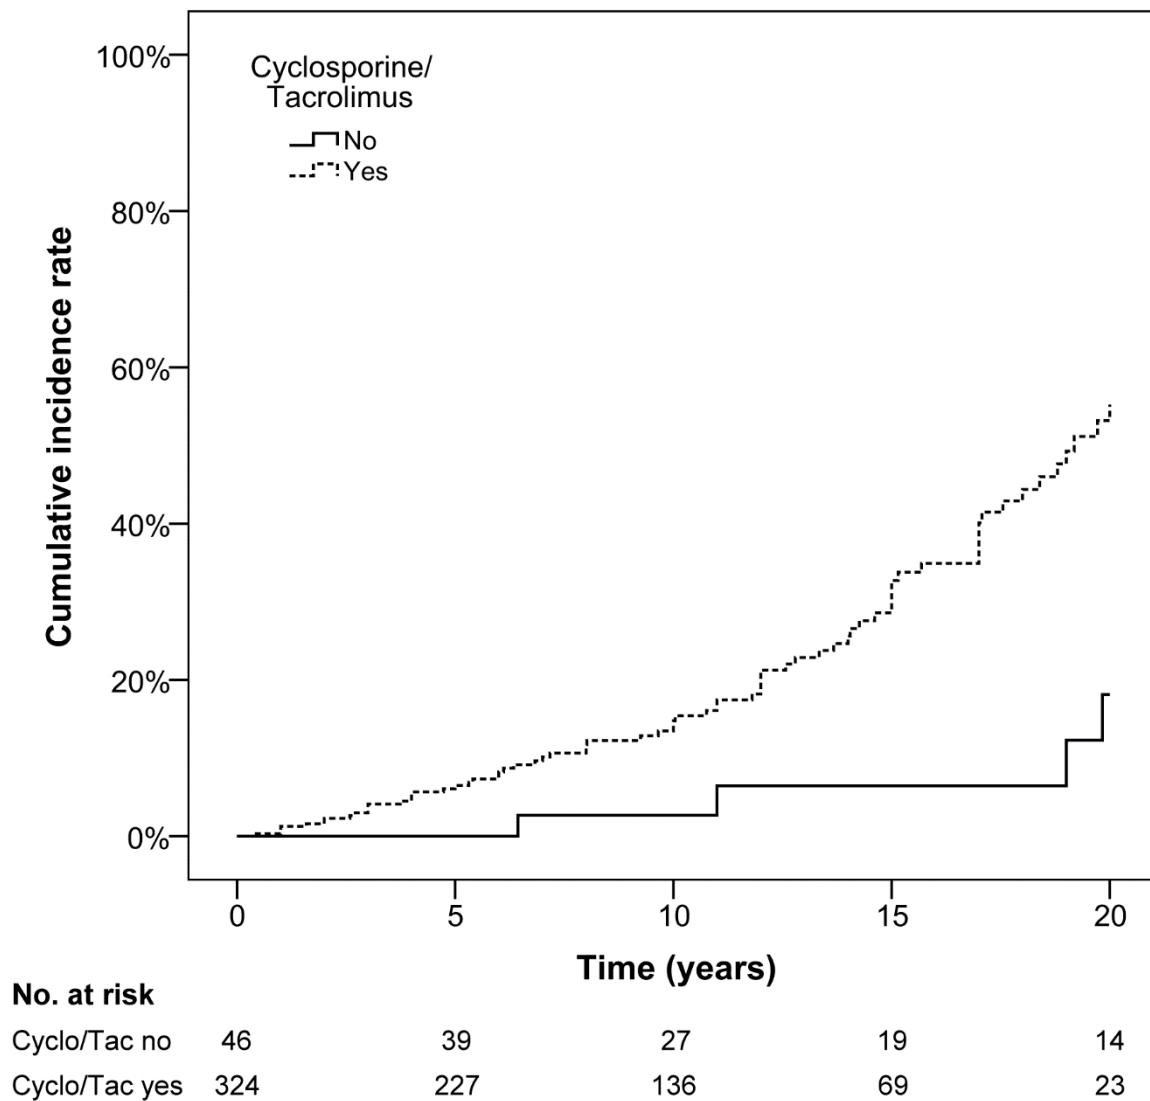 Cyclosporine/
Tacrolimus
No
Yes
100%
80%
60%
40%
20%
0%
Cumulative incidence rate
0 5 10 15 20
Time (years)
No. at risk
Cyclo/Tac no 46 39 27 19 14
Cyclo/Tac yes 324 227 136 69 23